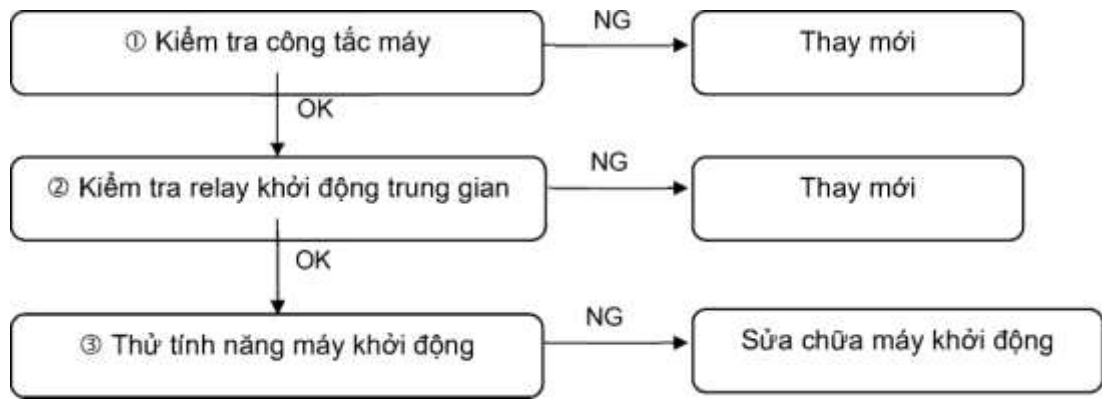 ① Kiểm tra công tắc máy
NG
Thay mới
OK
② Kiểm tra relay khởi động trung gian
NG
Thay mới
OK
③ Thử tính năng máy khởi động
NG
Sửa chữa máy khởi động